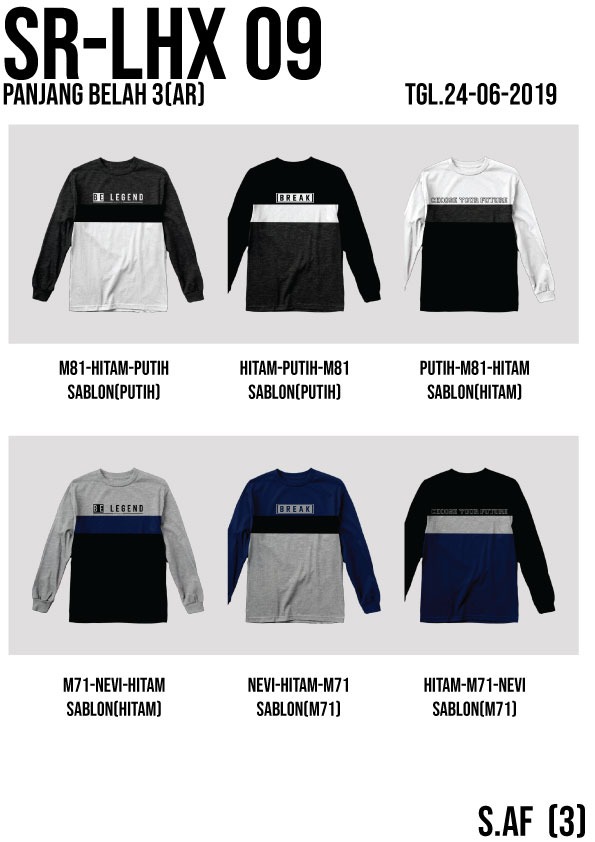 SR-LHX 09
PANJANG BELAH 3(AR)
TGL.24-06-2019
BE LEGEND
[BREAK]
CHOOSE YOUR FUTURE
M81-HITAM-PUTIH
SABLON(PUTIH)
HITAM-PUTIH-M81
SABLON(PUTIH)
PUTIH-M81-HITAM
SABLON(HITAM)
BE LEGEND
[BREAK]
CHOOSE YOUR FUTURE
M71-NEVI-HITAM
SABLON(HITAM)
NEVI-HITAM-M71
SABLON(M71)
HITAM-M71-NEVI
SABLON(M71)
S.AF (3)